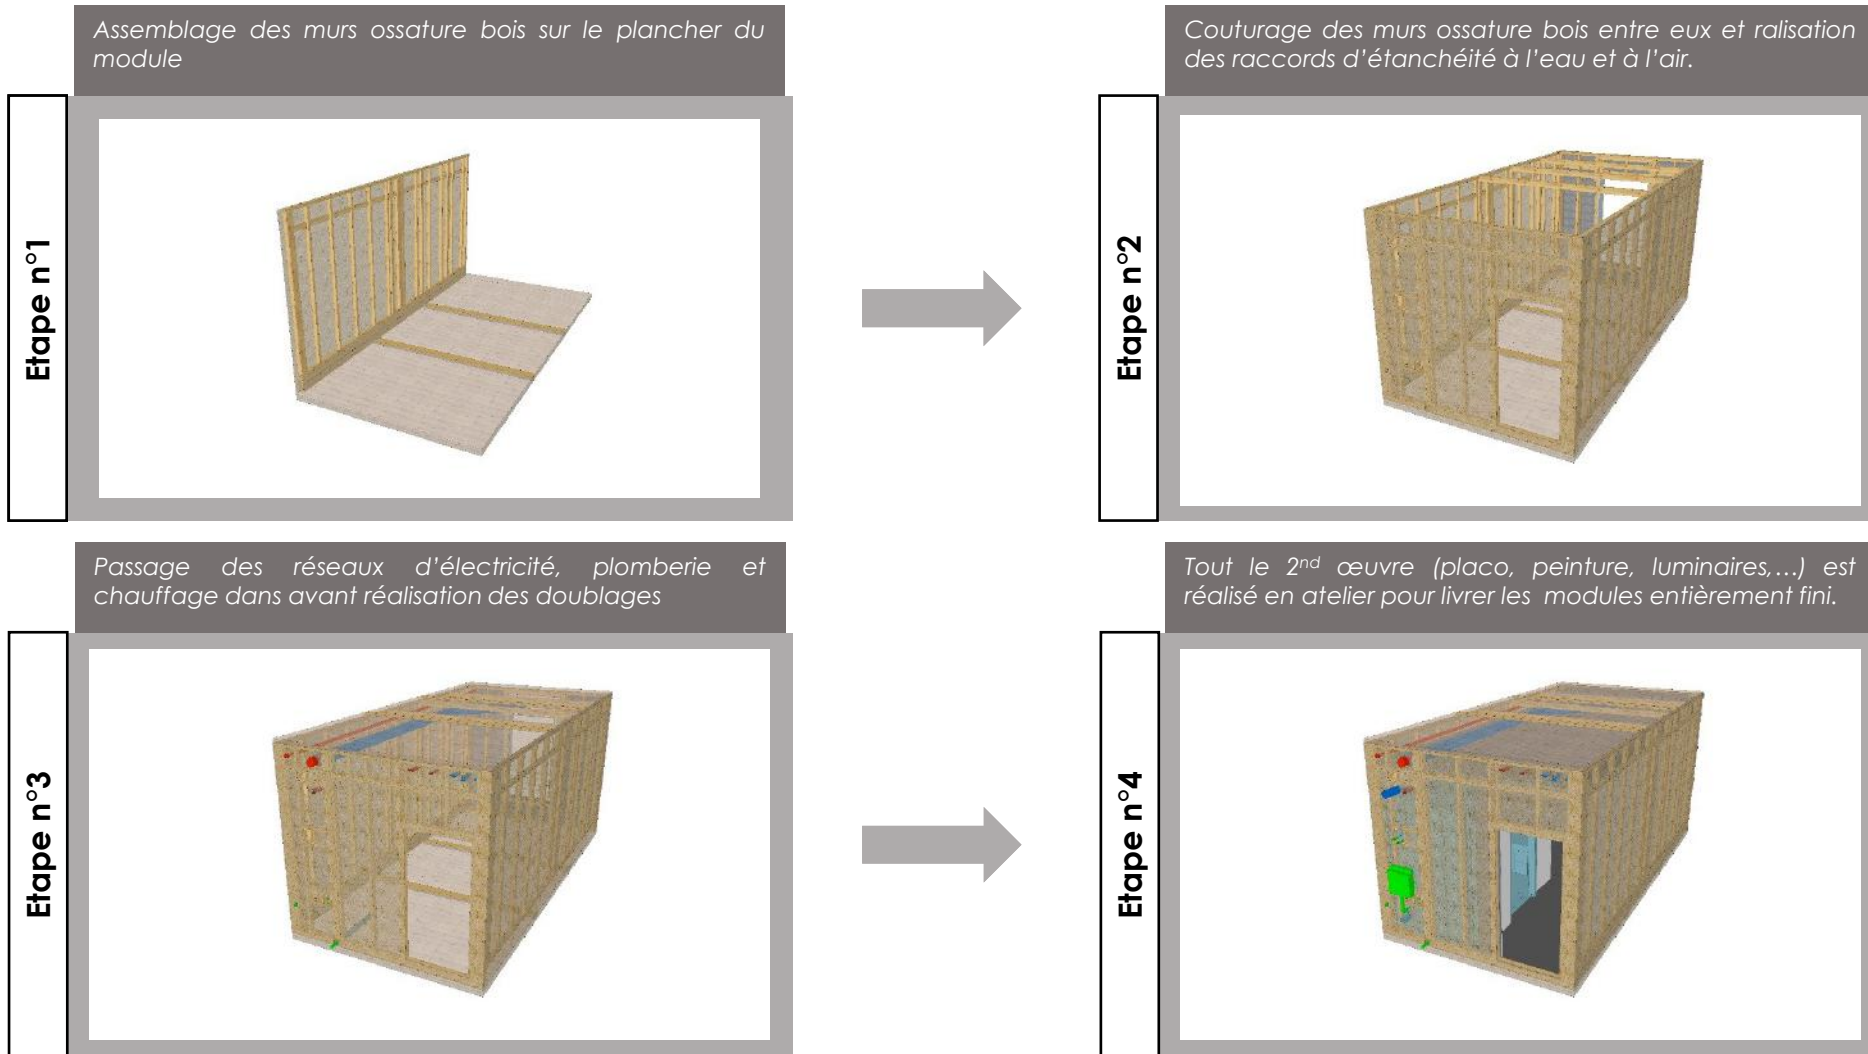 Assemblage des murs ossature bois sur le plancher du
module
Etape n°1
Couturage des murs ossature bois entre eux et ralisation
des raccords d'étanchéité à l'eau et à l'air.
Etape n°2
Passage des réseaux d'électricité, plomberie et
chauffage dans avant réalisation des doublages
Etape n°3
Tout le 2nd œuvre (placo, peinture, luminaires,…) est
réalisé en atelier pour livrer les modules entièrement fini.
Etape n°4